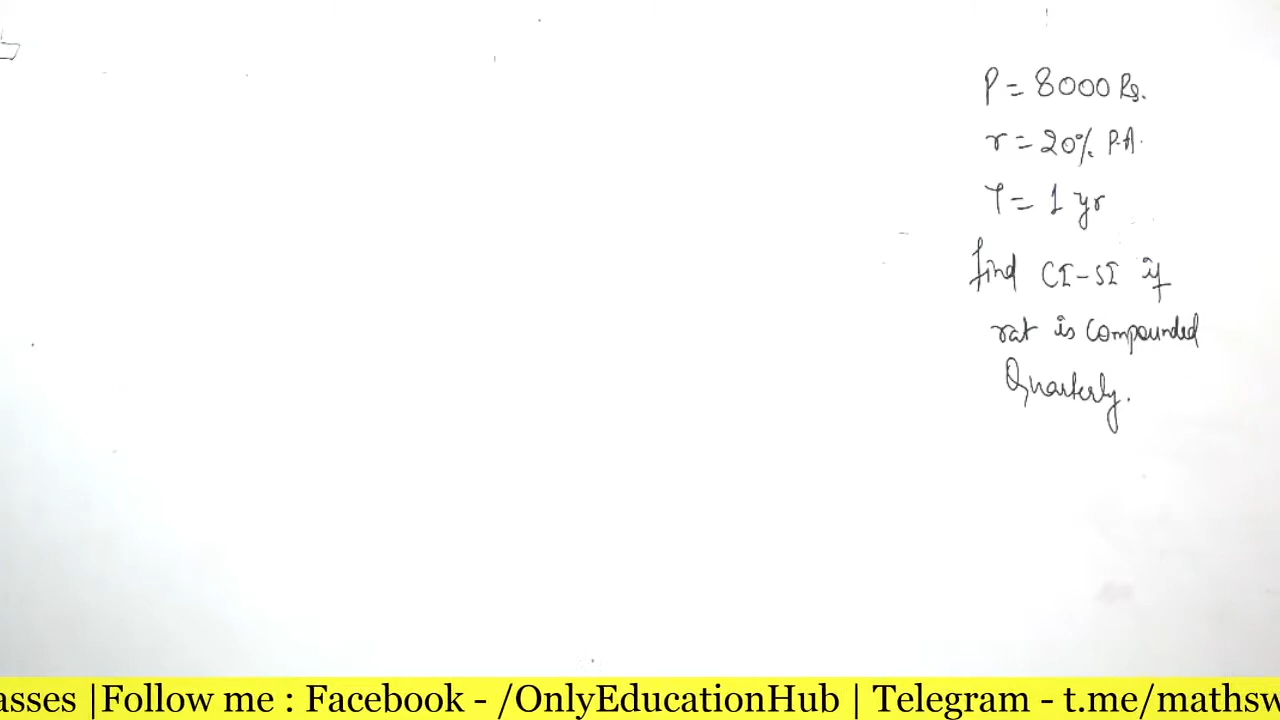 P = 8000 Rs.
r = 20% P.A.
T = 1 yr
find CI-SI if
rat is compounded
Quarterly.
asses |Follow me : Facebook - /OnlyEducationHub | Telegram - t.me/mathsw